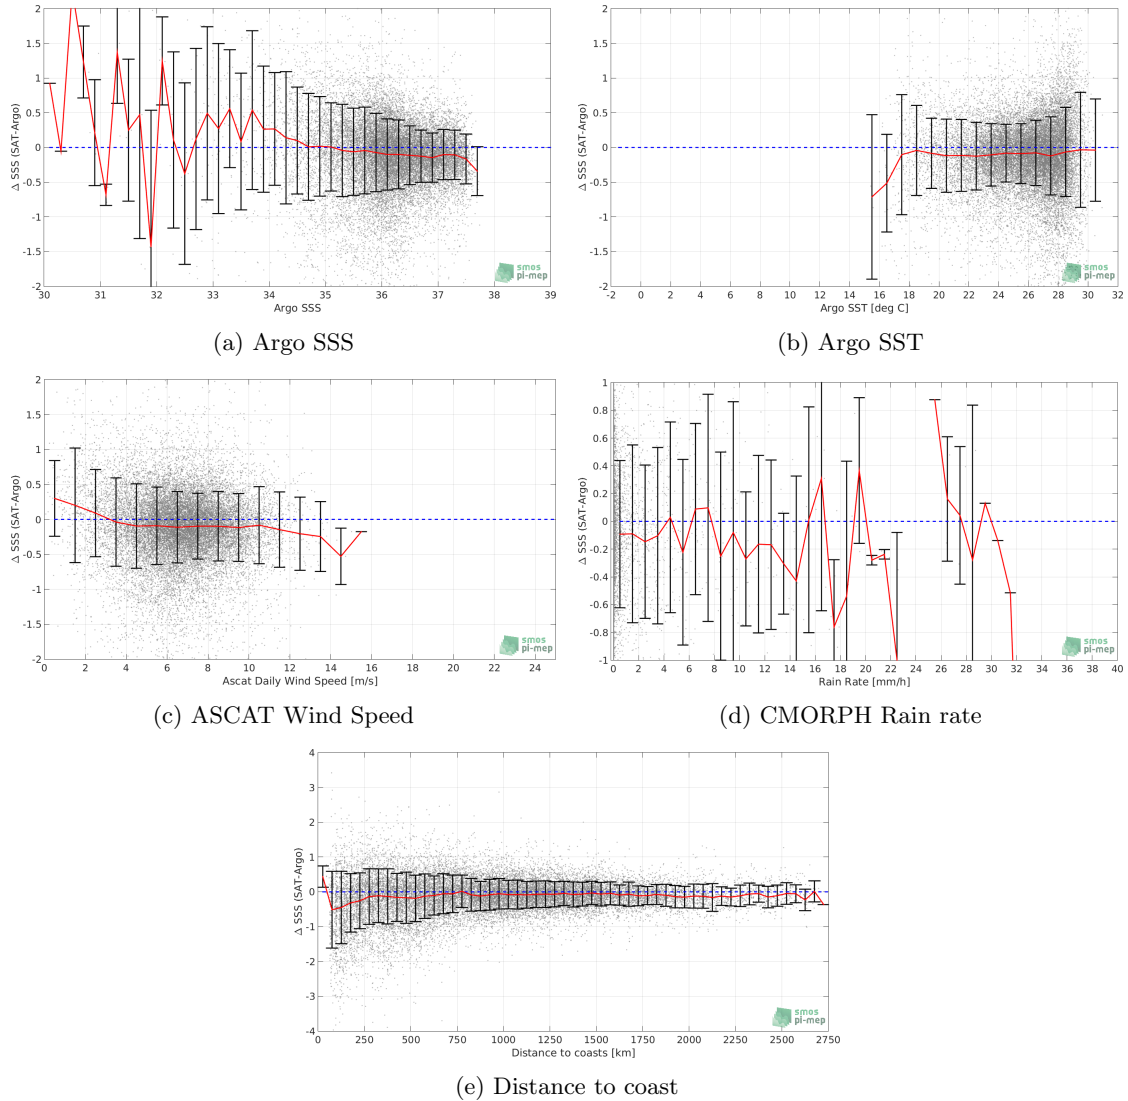 2
1.5
1
0.5
0
-0.5
-1
-1.5
-2
Δ SSS (SAT-Argo)
30 31 32 33 34 35 36 37 38 39
Argo SSS
smos
pi-mep
(a) Argo SSS
2
1.5
1
0.5
0
-0.5
-1
-1.5
-2
Δ SSS (SAT-Argo)
-2 0 2 4 6 8 10 12 14 16 18 20 22 24 26 28 30 32
Argo SST [deg C]
smos
pi-mep
(b) Argo SST
2
1.5
1
0.5
0
-0.5
-1
-1.5
-2
Δ SSS (SAT-Argo)
0 2 4 6 8 10 12 14 16 18 20 22 24
Ascat Daily Wind Speed [m/s]
smos
pi-mep
(c) ASCAT Wind Speed
1
0.8
0.6
0.4
0.2
0
-0.2
-0.4
-0.6
-0.8
-1
Δ SSS (SAT-Argo)
0 2 4 6 8 10 12 14 16 18 20 22 24 26 28 30 32 34 36 38 40
Rain Rate [mm/h]
smos
pi-mep
(d) CMORPH Rain rate
4
3
2
1
0
-1
-2
-3
-4
Δ SSS (SAT-Argo)
0 250 500 750 1000 1250 1500 1750 2000 2250 2500 2750
Distance to coasts [km]
smos
pi-mep
(e) Distance to coast